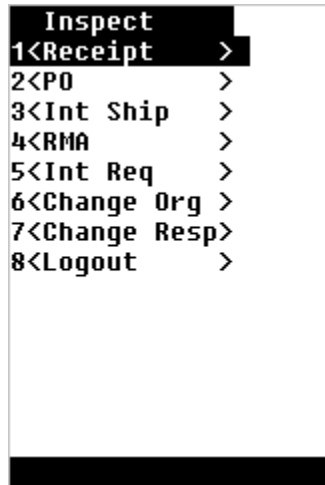 Inspect
1<Receipt    >
2<PO         >
3<Int Ship   >
4<RMA        >
5<Int Req    >
6<Change Org >
7<Change Resp>
8<Logout     >